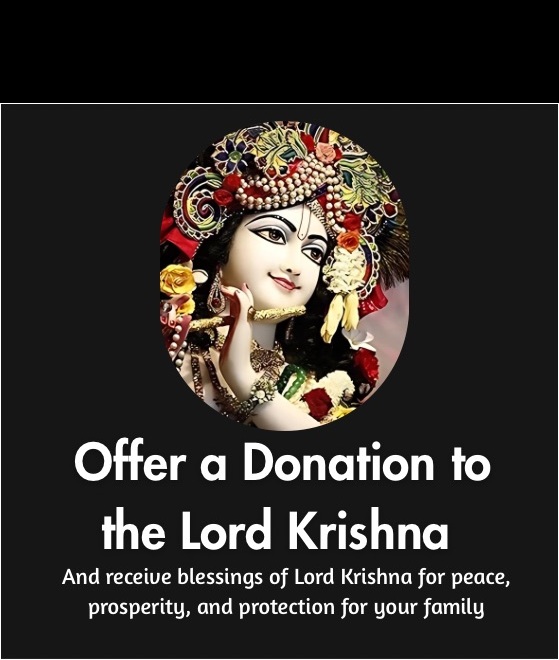 Offer a Donation to
the Lord Krishna
And receive blessings of Lord Krishna for peace,
prosperity, and protection for your family